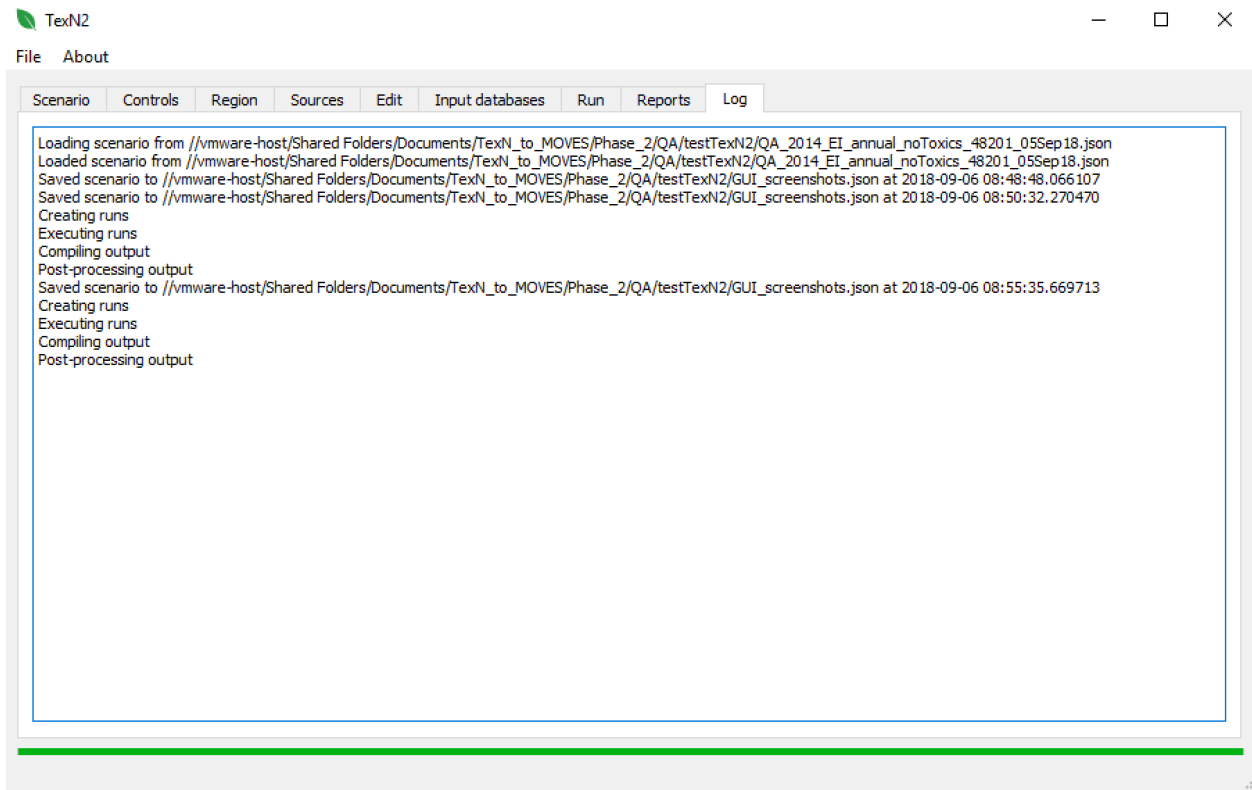 TexN2
File About
Scenario Controls Region Sources Edit Input databases Run Reports Log
Loading scenario from //vmware-host/Shared Folders/Documents/TexN_to_MOVES/Phase_2/QA/testTexN2/QA_2014_EI_annual_noToxics_48201_05Sep18.json
Loaded scenario from //vmware-host/Shared Folders/Documents/TexN_to_MOVES/Phase_2/QA/testTexN2/QA_2014_EI_annual_noToxics_48201_05Sep18.json
Saved scenario to //vmware-host/Shared Folders/Documents/TexN_to_MOVES/Phase_2/QA/testTexN2/GUI_screenshots.json at 2018-09-06 08:48:48.066107
Saved scenario to //vmware-host/Shared Folders/Documents/TexN_to_MOVES/Phase_2/QA/testTexN2/GUI_screenshots.json at 2018-09-06 08:50:32.270470
Creating runs
Executing runs
Compiling output
Post-processing output
Saved scenario to //vmware-host/Shared Folders/Documents/TexN_to_MOVES/Phase_2/QA/testTexN2/GUI_screenshots.json at 2018-09-06 08:55:35.669713
Creating runs
Executing runs
Compiling output
Post-processing output